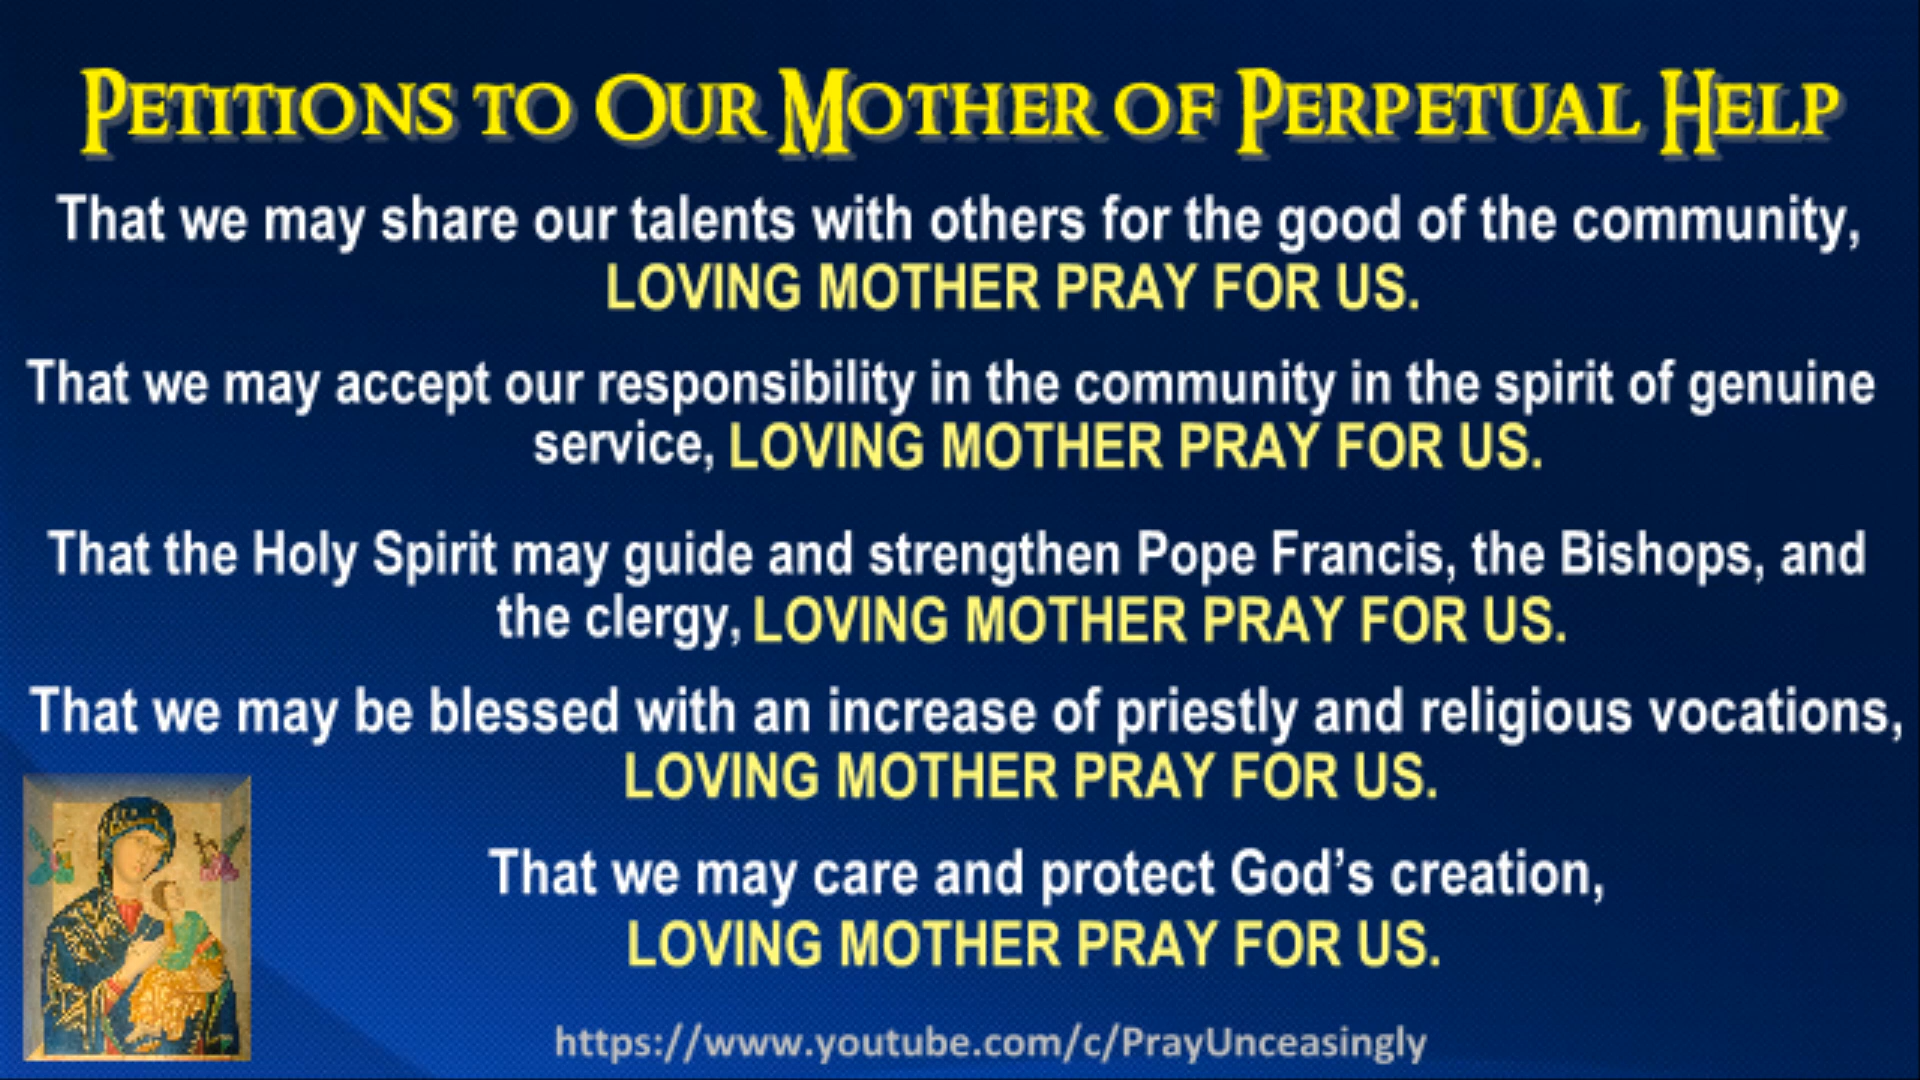 PETITIONS TO OUR MOTHER OF PERPETUAL HELP
That we may share our talents with others for the good of the community,
LOVING MOTHER PRAY FOR US.
That we may accept our responsibility in the community in the spirit of genuine
service, LOVING MOTHER PRAY FOR US.
That the Holy Spirit may guide and strengthen Pope Francis, the Bishops, and
the clergy, LOVING MOTHER PRAY FOR US.
That we may be blessed with an increase of priestly and religious vocations,
LOVING MOTHER PRAY FOR US.
That we may care and protect God’s creation,
LOVING MOTHER PRAY FOR US.
https://www.youtube.com/c/PrayUnceasingly